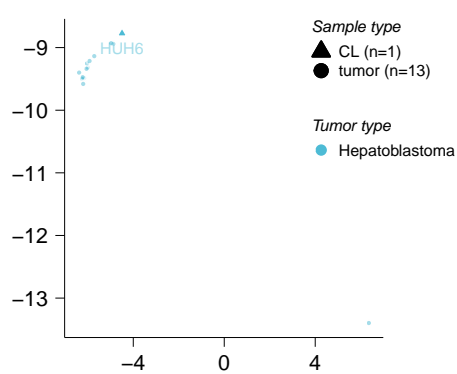 Sample type
CL (n=1)
tumor (n=13)
Tumor type
Hepatoblastoma
HUH6
−9
−10
−11
−12
−13
−4
0
4